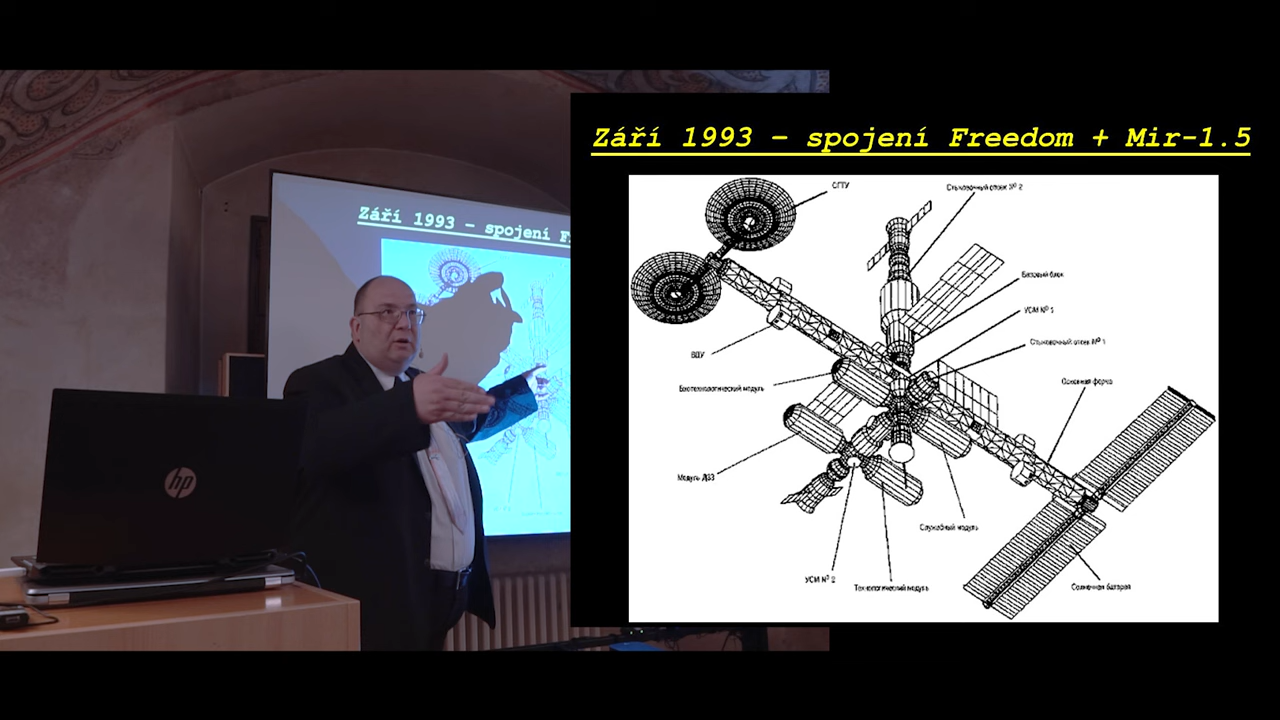 Září 1993 – spojení Freedom + Mir-1.5
Září 1993 – spojení F
СГТУ
Стыковочный отсек № 2
Базовый блок
УСМ № 1
Стыковочный отсек № 1
ВДУ
Биотехнологический модуль
Основная ферма
Модуль ДЗЗ
Служебный модуль
УСМ № 2
Технологический модуль
Солнечная батарея
hp